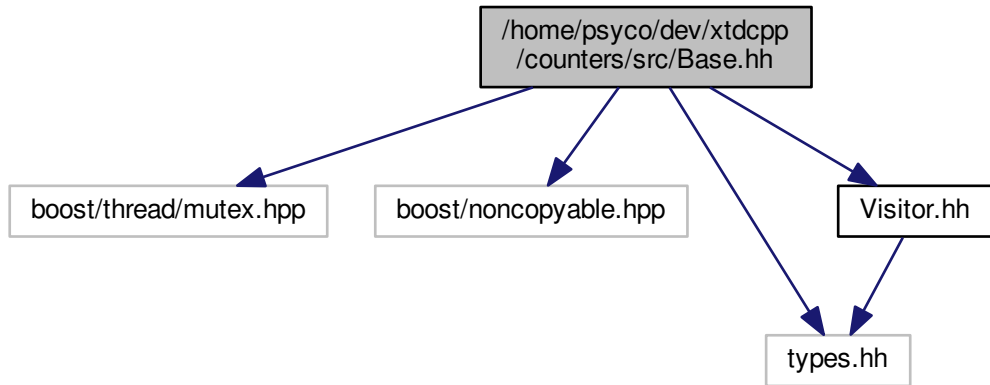 /home/psyco/dev/xtdcpp
/counters/src/Base.hh
boost/thread/mutex.hpp
boost/noncopyable.hpp
Visitor.hh
types.hh